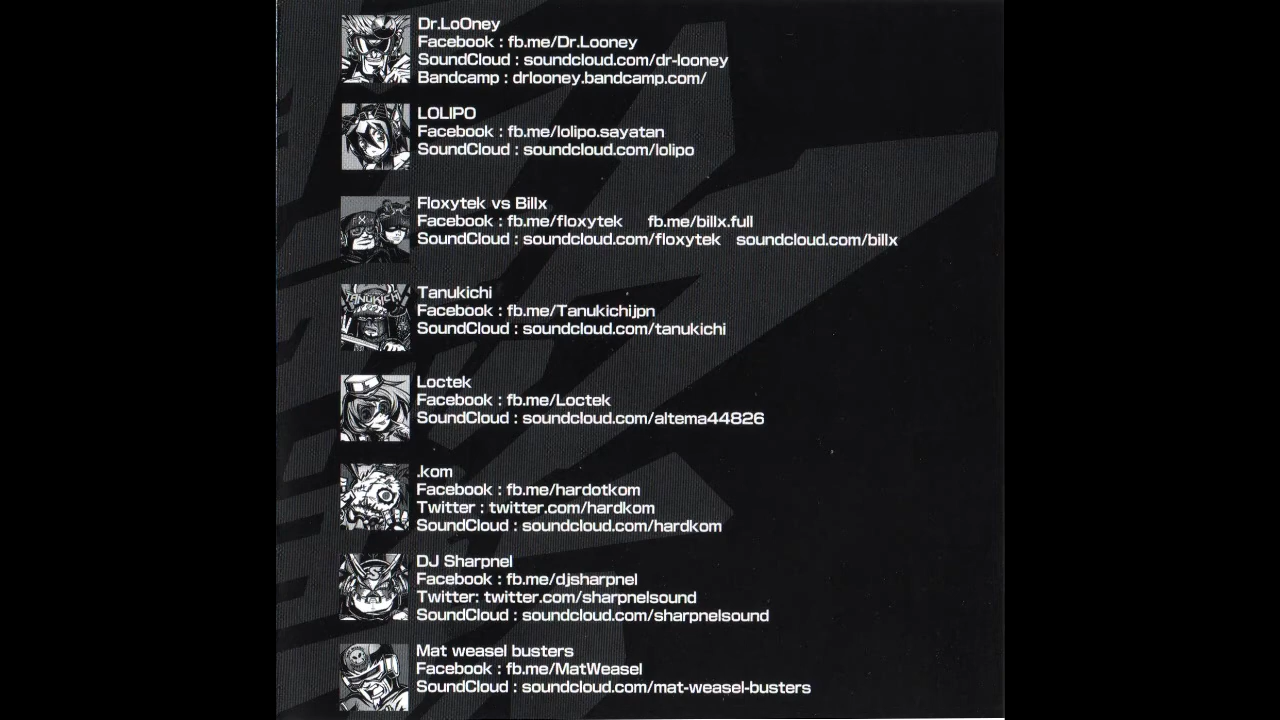 Dr.LoOney
Facebook : fb.me/Dr.Looney
SoundCloud : soundcloud.com/dr-looney
Bandcamp : drlooney.bandcamp.com/
LOLIPO
Facebook : fb.me/lolipo.sayatan
SoundCloud : soundcloud.com/lolipo
Floxytek vs Billx
Facebook : fb.me/floxytek fb.me/billx.full
SoundCloud : soundcloud.com/floxytek soundcloud.com/billx
TANUKICHI
Tanukichi
Facebook : fb.me/Tanukichijpn
SoundCloud : soundcloud.com/tanukichi
Loctek
Facebook : fb.me/Loctek
SoundCloud : soundcloud.com/altema44826
.kom
Facebook : fb.me/hardotkom
Twitter : twitter.com/hardkom
SoundCloud : soundcloud.com/hardkom
DJ Sharpnel
Facebook : fb.me/djsharpnel
Twitter: twitter.com/sharpnelsound
SoundCloud : soundcloud.com/sharpnelsound
Mat weasel busters
Facebook : fb.me/MatWeasel
SoundCloud : soundcloud.com/mat-weasel-busters